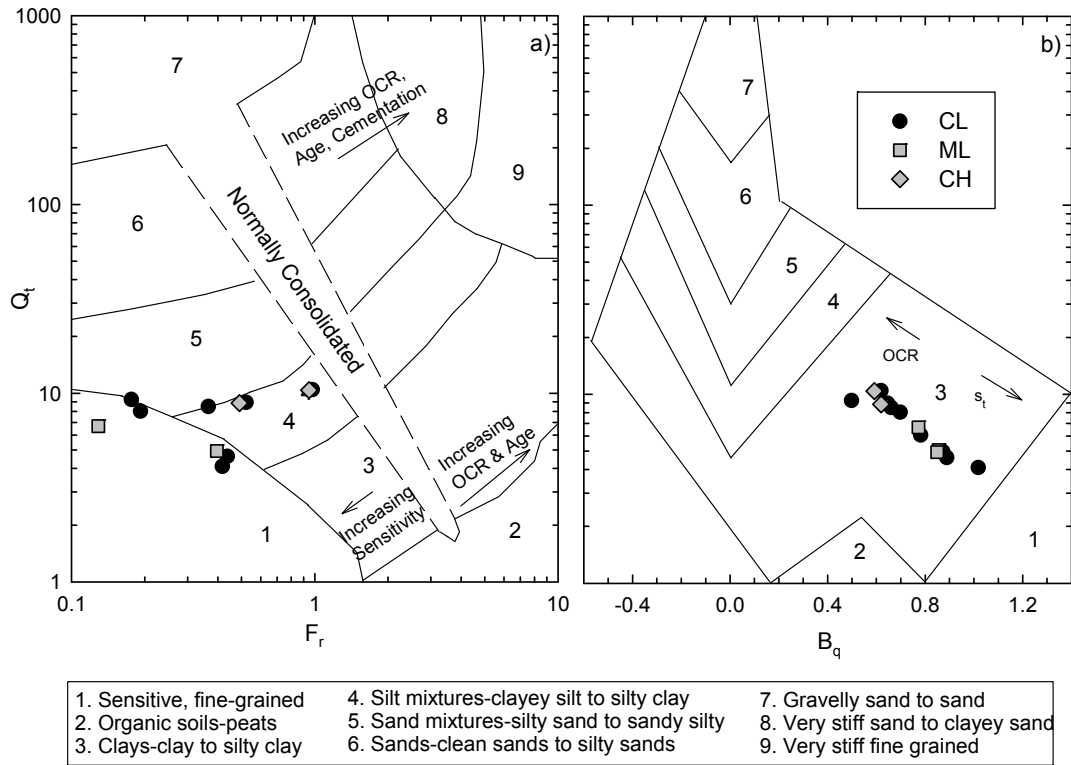 1000
100
10
1
Q_t
0.1
1
10
F_r
a)
7
6
5
4
3
1
2
8
9
Increasing OCR,
Age, Cementation
Normally Consolidated
Increasing
OCR & Age
Increasing
Sensitivity
b)
CL
ML
CH
7
6
5
4
3
2
1
OCR
s_t
-0.4
0.0
0.4
0.8
1.2
B_q
1. Sensitive, fine-grained
2. Organic soils-peats
3. Clays-clay to silty clay
4. Silt mixtures-clayey silt to silty clay
5. Sand mixtures-silty sand to sandy silty
6. Sands-clean sands to silty sands
7. Gravelly sand to sand
8. Very stiff sand to clayey sand
9. Very stiff fine grained